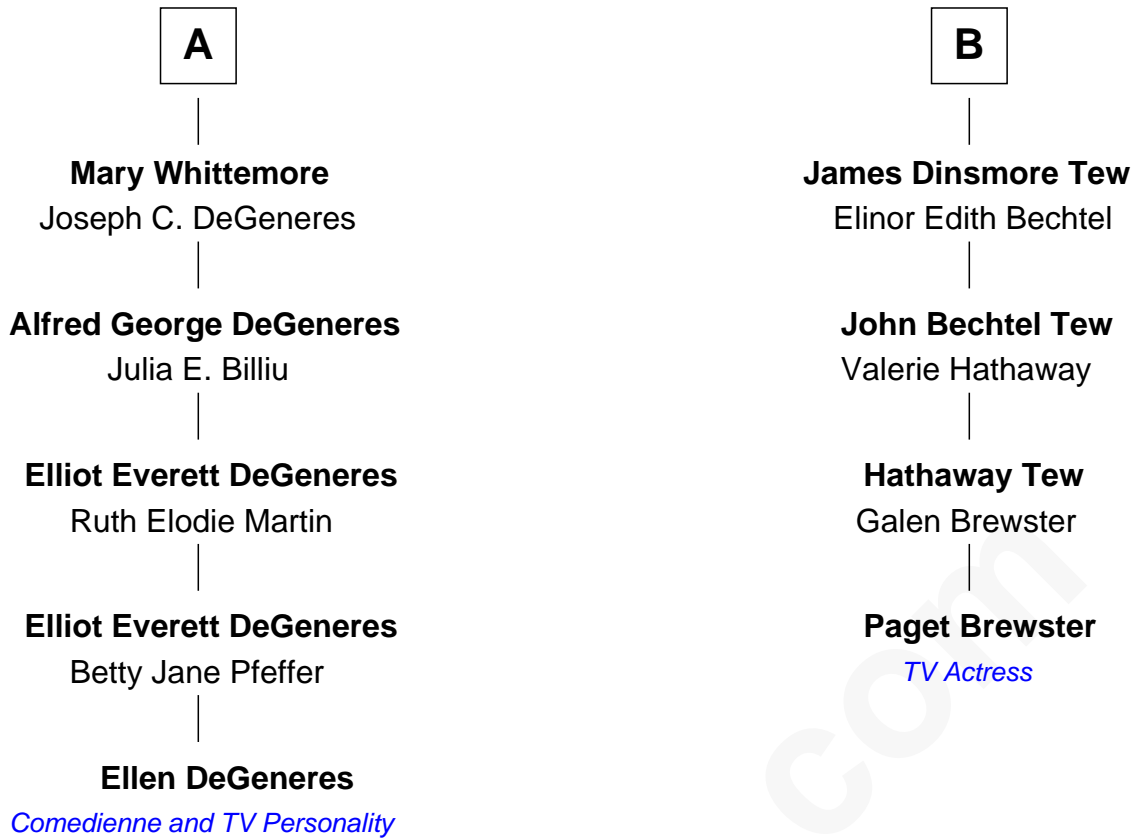 A
Mary Whittemore
Joseph C. DeGeneres
Alfred George DeGeneres
Julia E. Billiu
Elliot Everett DeGeneres
Ruth Elodie Martin
Elliot Everett DeGeneres
Betty Jane Pfeffer
Ellen DeGeneres
Comedienne and TV Personality
B
James Dinsmore Tew
Elinor Edith Bechtel
John Bechtel Tew
Valerie Hathaway
Hathaway Tew
Galen Brewster
Paget Brewster
TV Actress
com